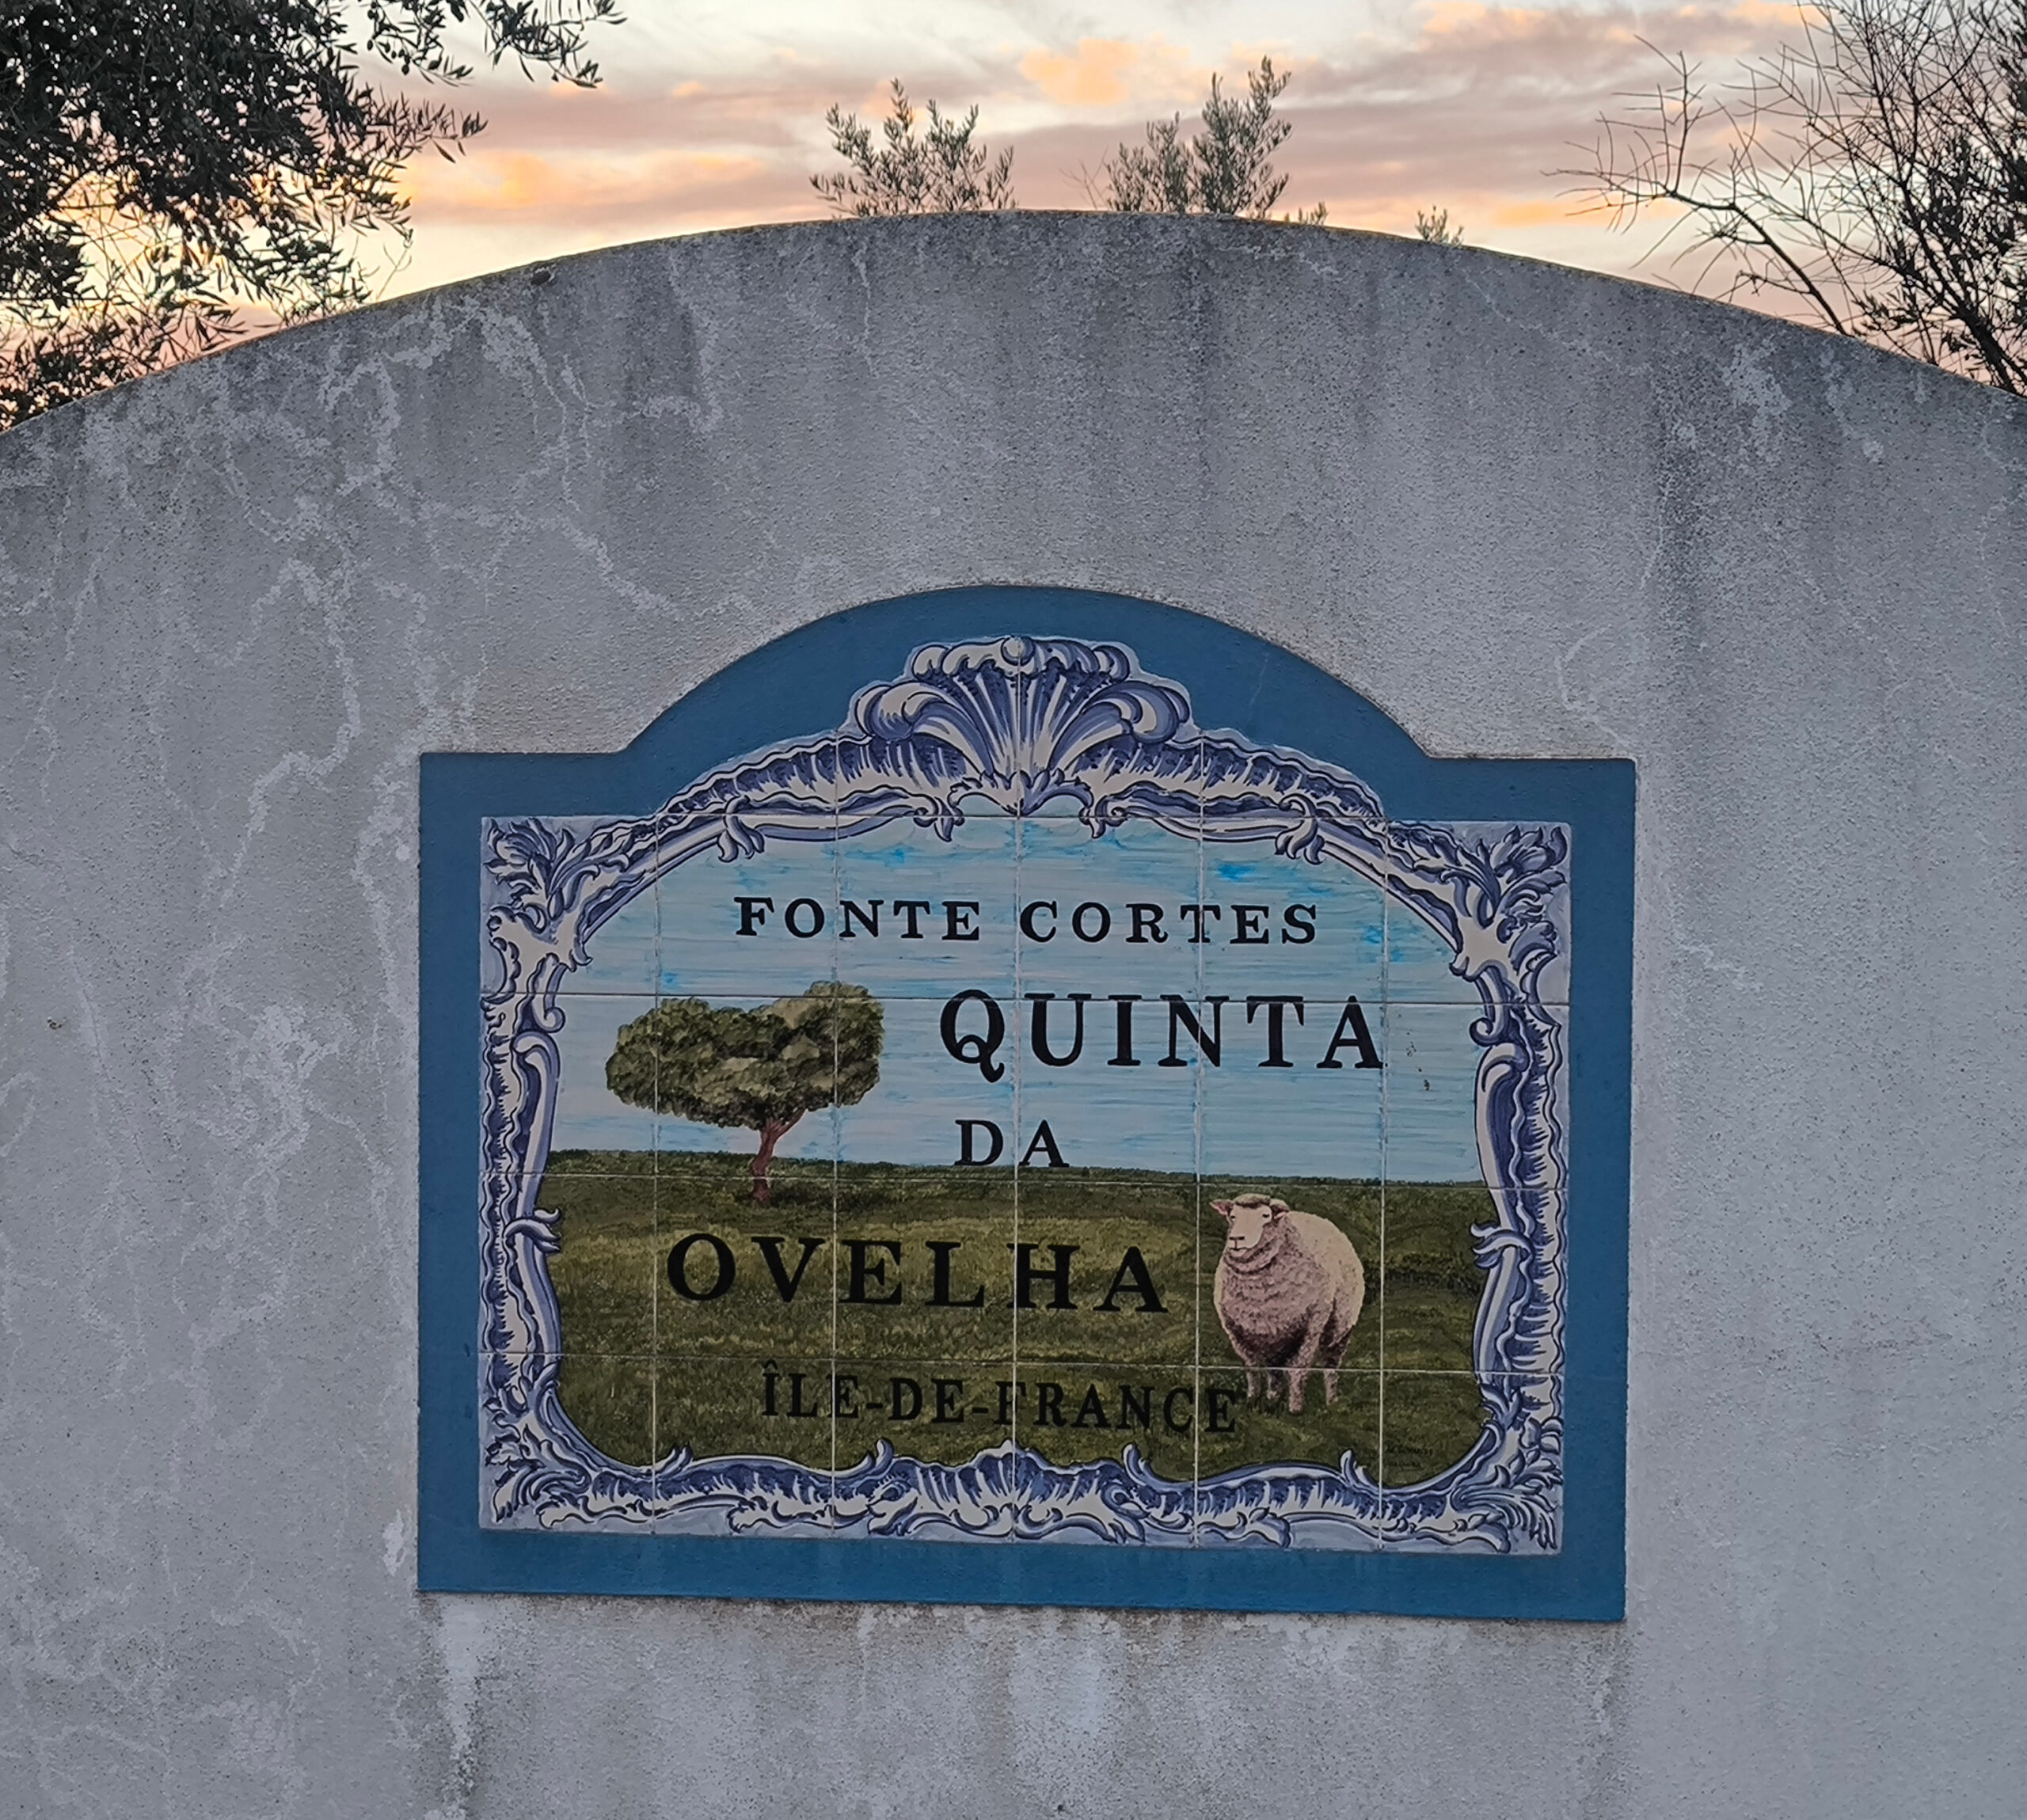 FONTE CORTES
QUINTA
DA
OVELHA
ÎLE-DE-FRANCE